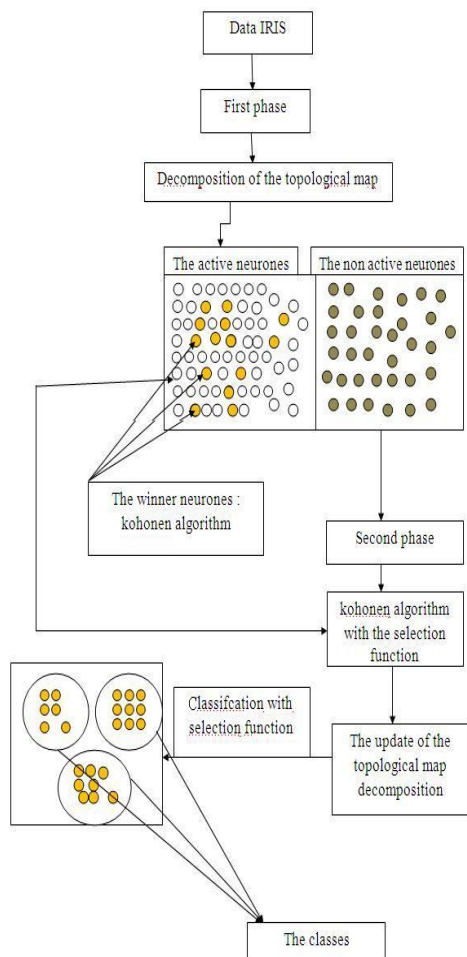 Data IRIS
First phase
Decomposition of the topological map
The active neurones
The non active neurones
The winner neurones :
kohonen algorithm
Second phase
kohonen algorithm
with the selection
function
Classifcation with
selection function
The update of the
topological map
decomposition
The classes